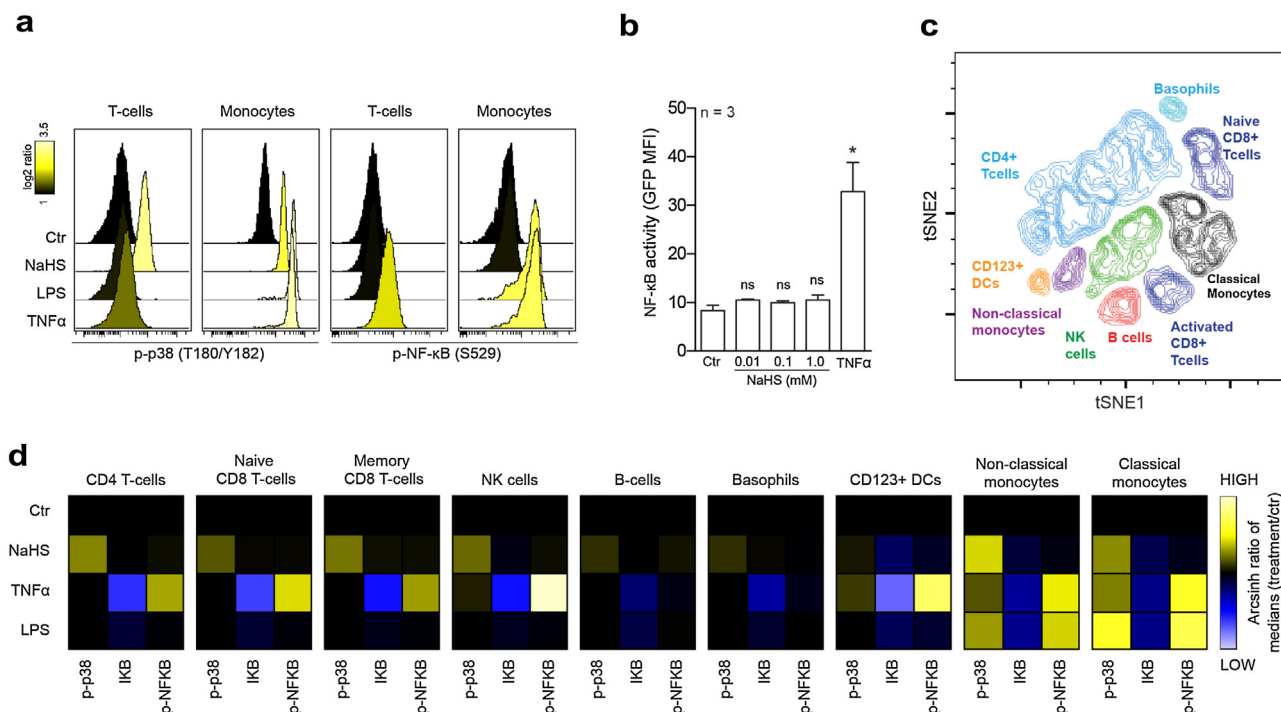 a
T-cells
Monocytes
T-cells
Monocytes
3.5
log2 ratio
1
Ctr
NaHS
LPS
TNFα
p-p38 (T180/Y182)
p-NF-κB (S529)
b
n = 3
NF-κB activity (GFP MFI)
50
40
30
20
10
0
ns
ns
ns
*
Ctr
0.01
0.1
1.0
TNFα
NaHS (mM)
c
tSNE2
tSNE1
Basophils
Naive
CD8+
Tcells
CD4+
Tcells
CD123+
DCs
Non-classical
monocytes
NK
cells
B cells
Activated
CD8+
Tcells
Classical
Monocytes
d
CD4 T-cells
Naive
CD8 T-cells
Memory
CD8 T-cells
NK cells
B-cells
Basophils
CD123+ DCs
Non-classical
monocytes
Classical
monocytes
Ctr
NaHS
TNFα
LPS
p-p38
IKB
p-NFKB
p-p38
IKB
p-NFKB
p-p38
IKB
p-NFKB
p-p38
IKB
p-NFKB
p-p38
IKB
p-NFKB
p-p38
IKB
p-NFKB
p-p38
IKB
p-NFKB
p-p38
IKB
p-NFKB
p-p38
IKB
p-NFKB
HIGH
Arcsinh ratio of
medians (treatment/ctr)
LOW